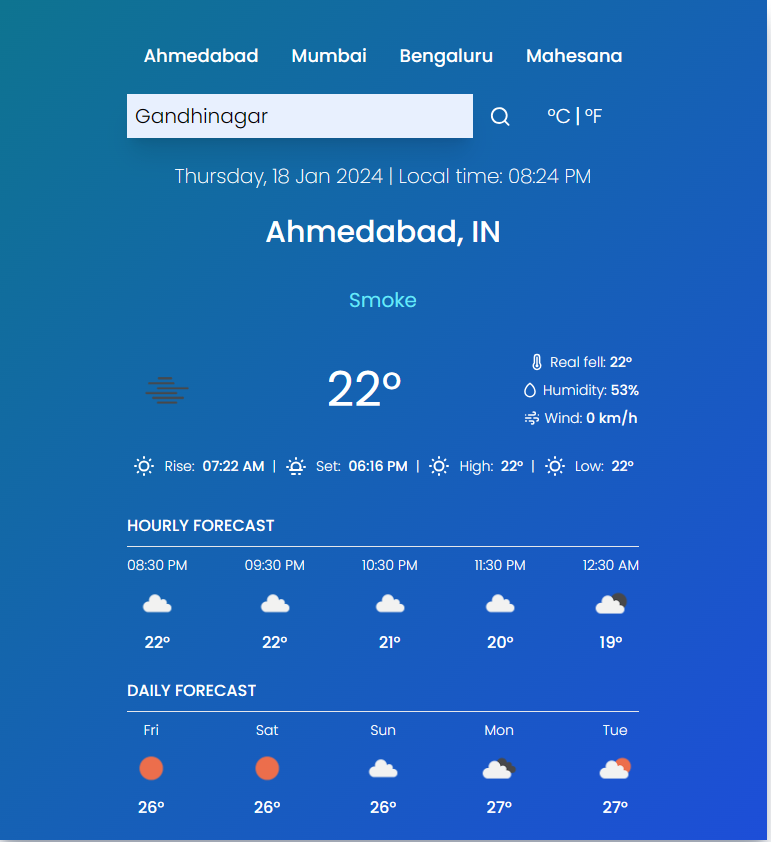 Ahmedabad Mumbai Bengaluru Mahesana
Gandhinagar °C | °F
Thursday, 18 Jan 2024 | Local time: 08:24 PM
Ahmedabad, IN
Smoke
Real fell: 22°
22°
Humidity: 53%
Wind: 0 km/h
Rise: 07:22 AM | Set: 06:16 PM | High: 22° | Low: 22°
HOURLY FORECAST
08:30 PM 09:30 PM 10:30 PM 11:30 PM 12:30 AM
22° 22° 21° 20° 19°
DAILY FORECAST
Fri Sat Sun Mon Tue
26° 26° 26° 27° 27°